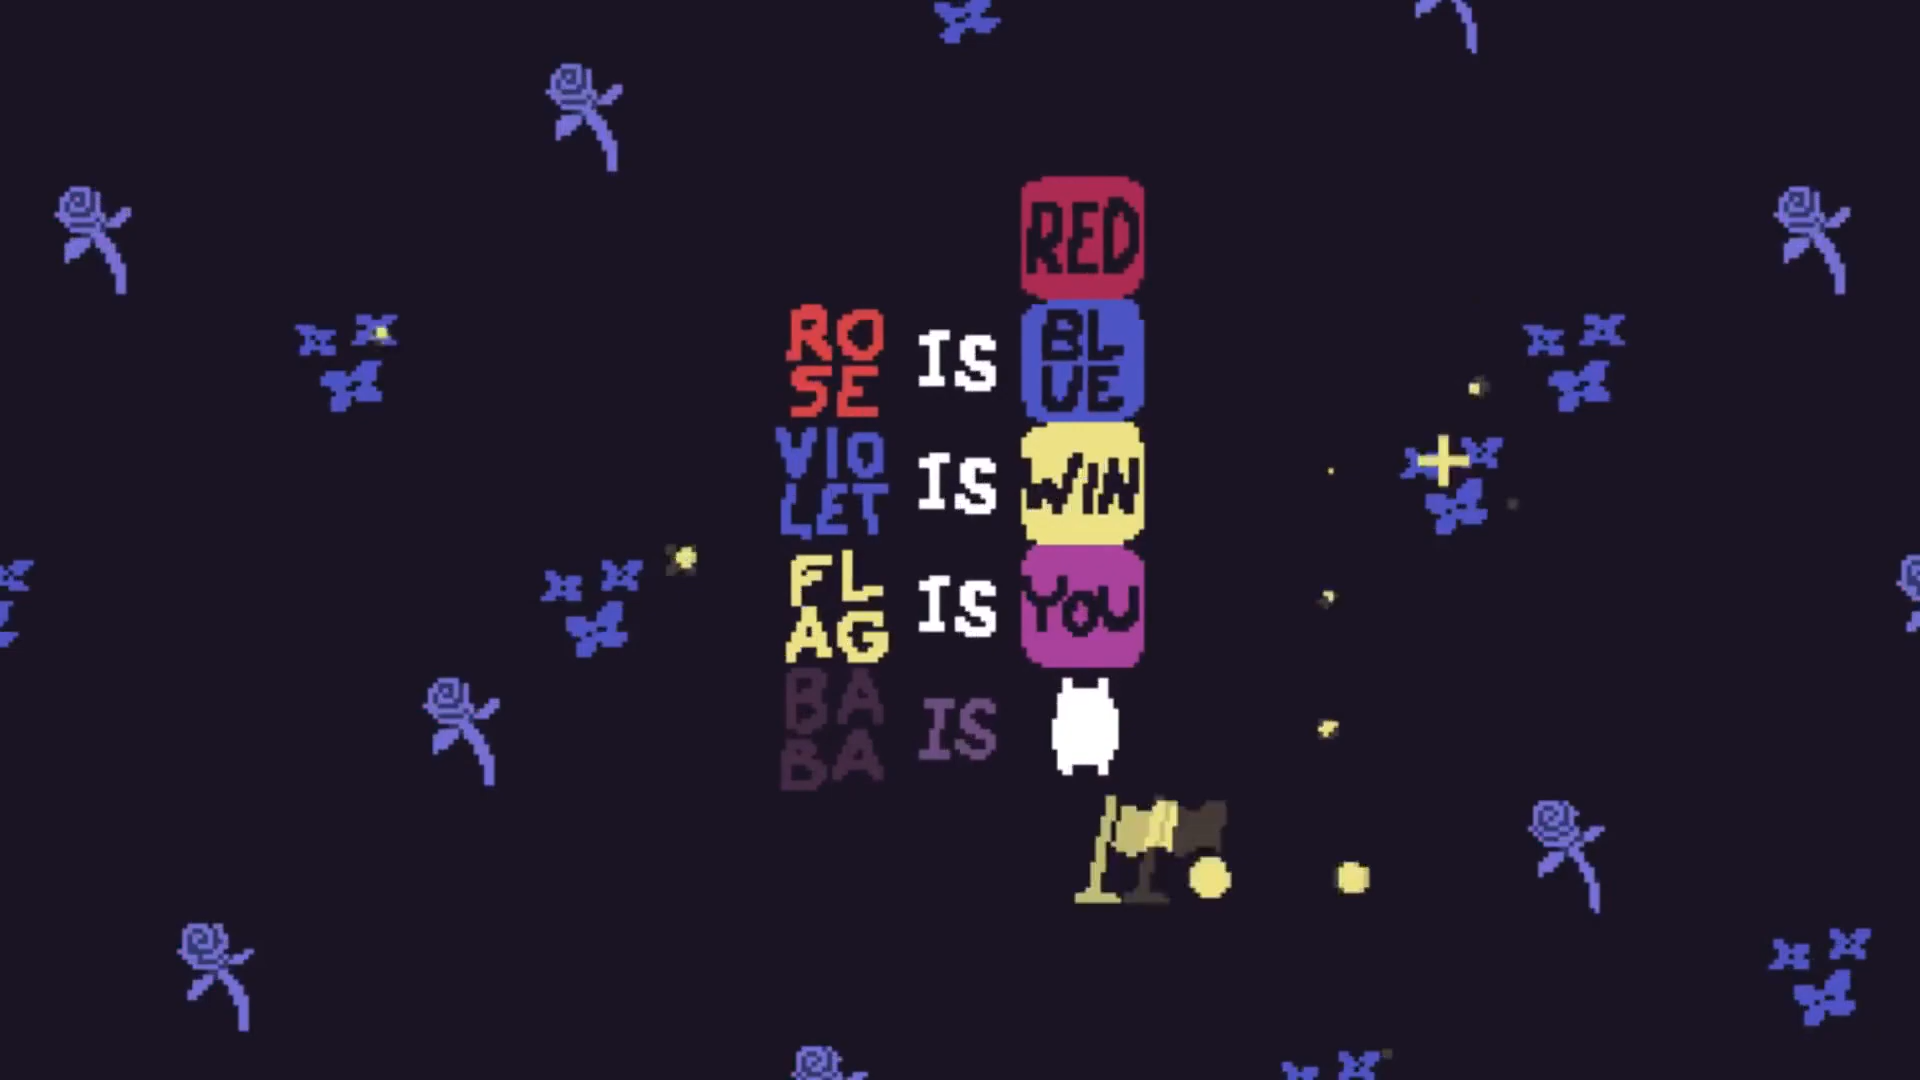 RED
ROSE IS BLUE
VIOLET IS WIN
FLAG IS YOU
BABA IS